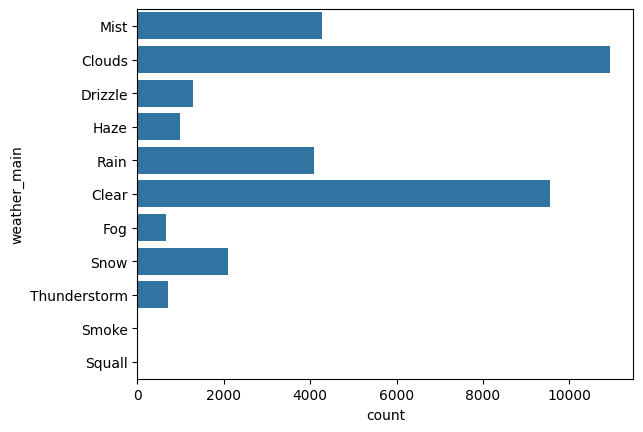 Mist
Clouds
Drizzle
Haze
Rain
Clear
Fog
Snow
Thunderstorm
Smoke
Squall
weather_main
0 2000 4000 6000 8000 10000
count